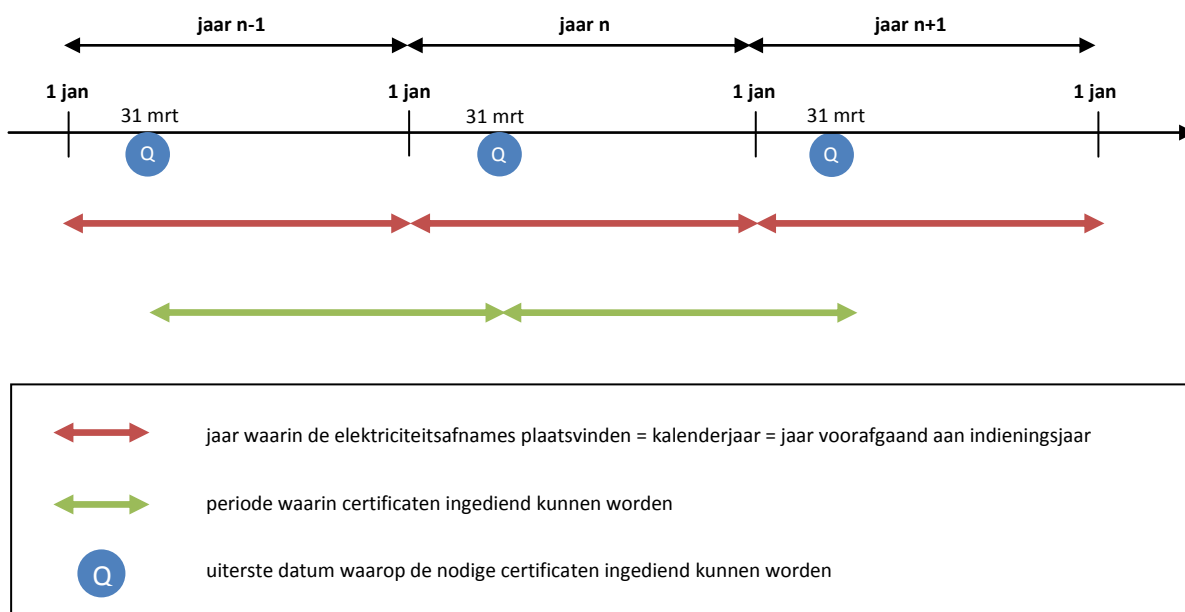 jaar n-1 jaar n jaar n+1
1 jan 1 jan 1 jan 1 jan
31 mrt 31 mrt 31 mrt
Q Q Q
jaar waarin de elektriciteitsafnames plaatsvinden = kalenderjaar = jaar voorafgaand aan indieningsjaar
periode waarin certificaten ingediend kunnen worden
Q uiterste datum waarop de nodige certificaten ingediend kunnen worden